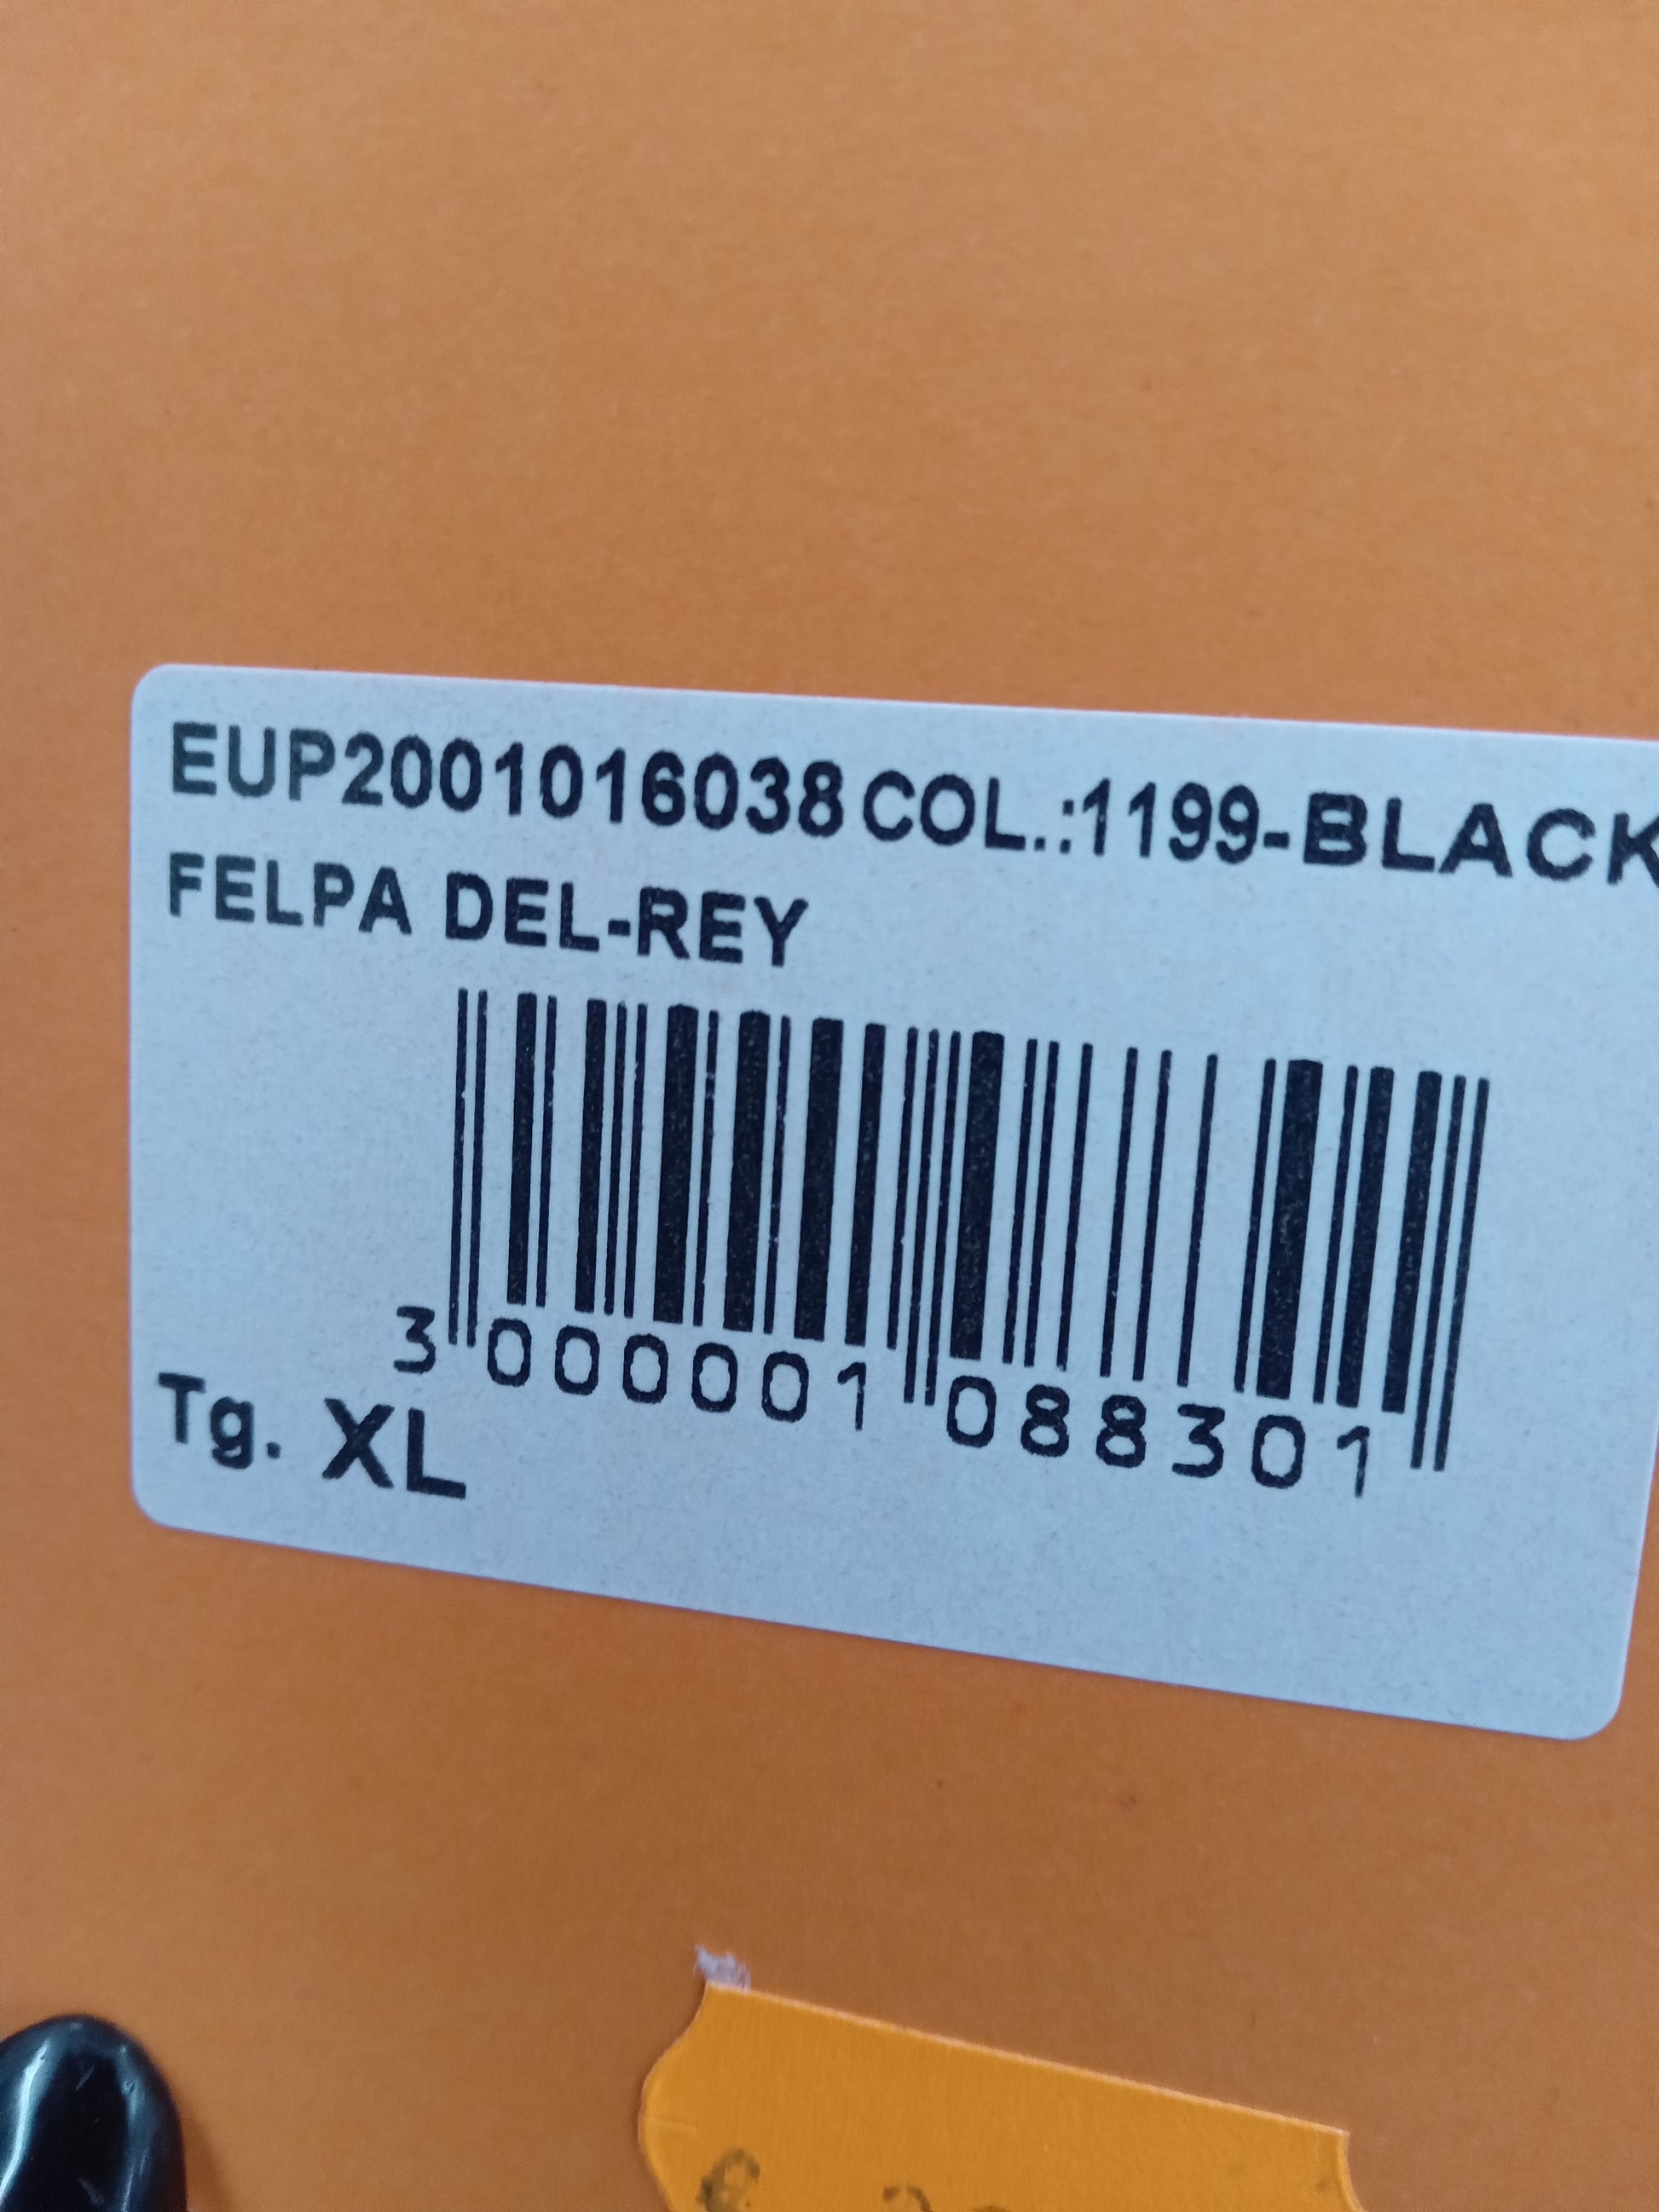 EUP2001016038 COL.:1199-BLACK
FELPA DEL-REY
3 000001 088301
Tg. XL
€